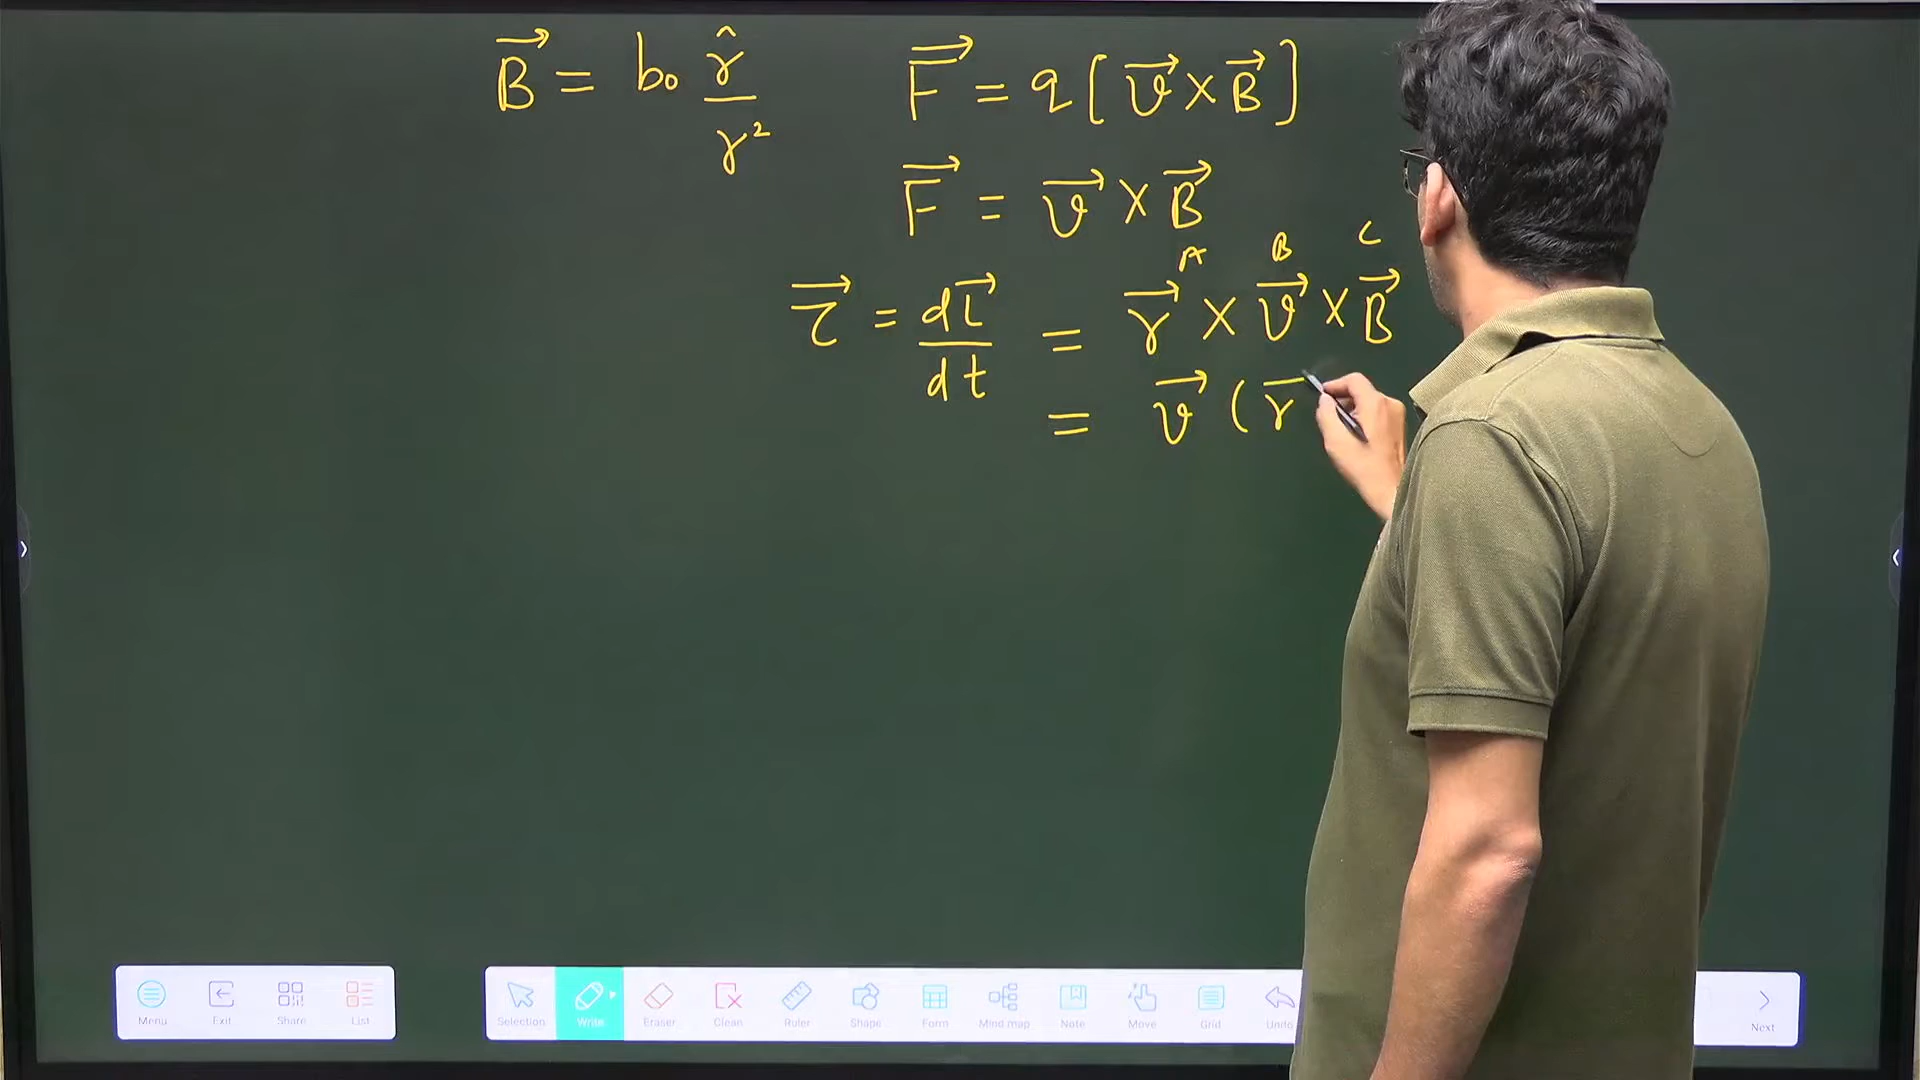 B⃗ = b₀ r̂/r²
F⃗ = q[v⃗ × B⃗]
F⃗ = v⃗ × B⃗
A B C
τ⃗ = dL⃗/dt = r⃗ × v⃗ × B⃗
= v⃗ (r⃗
Menu Exit Share List
Selection Write Eraser Clean Ruler Shape Form Mind map Note Move Grid Undo Next